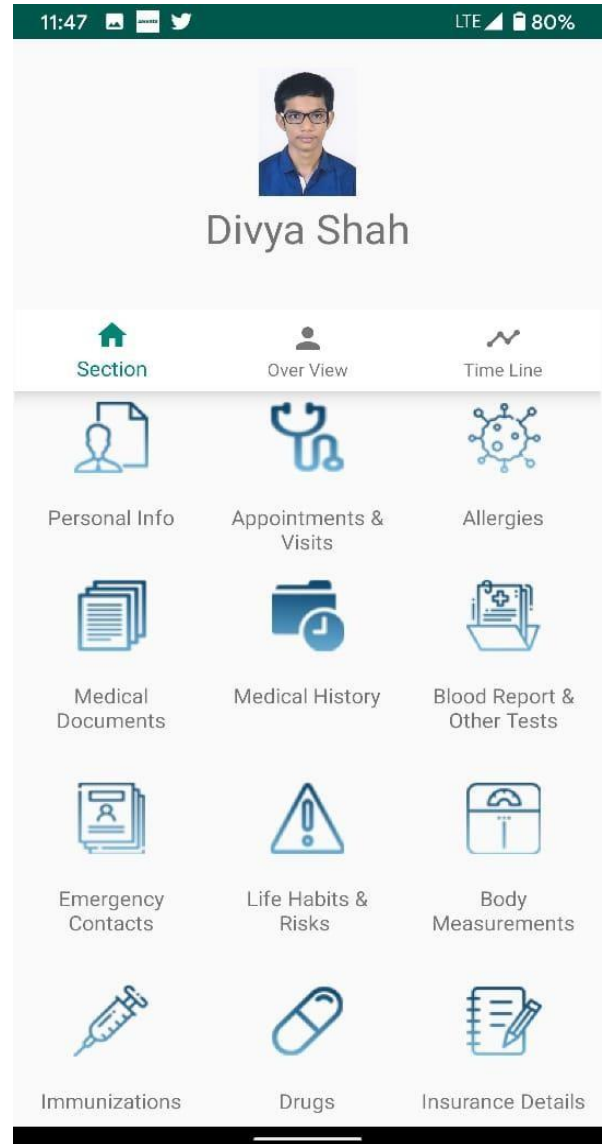 11:47 LTE 80%
Divya Shah
Section Over View Time Line
Personal Info Appointments & Allergies
Visits
Medical Medical History Blood Report &
Documents Other Tests
Emergency Life Habits & Body
Contacts Risks Measurements
Immunizations Drugs Insurance Details